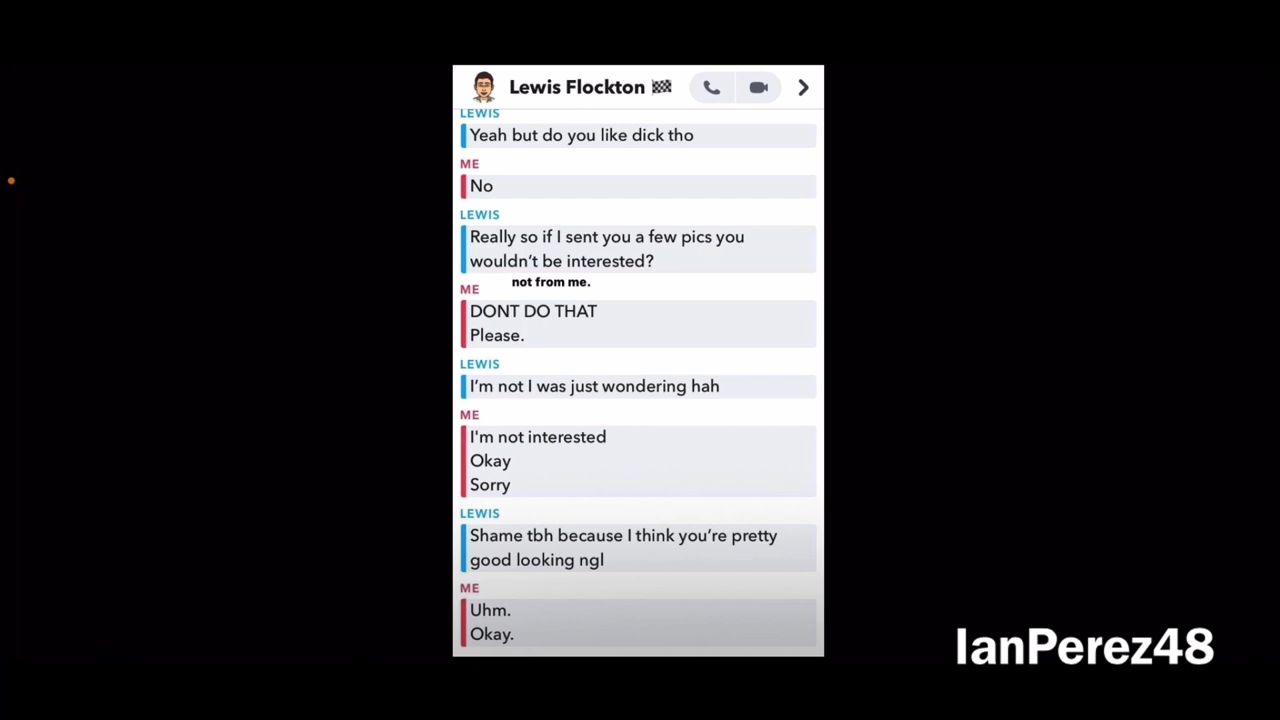 Lewis Flockton
LEWIS
Yeah but do you like dick tho
ME
No
LEWIS
Really so if I sent you a few pics you
wouldn't be interested?
not from me.
ME
DONT DO THAT
Please.
LEWIS
I'm not I was just wondering hah
ME
I'm not interested
Okay
Sorry
LEWIS
Shame tbh because I think you're pretty
good looking ngl
ME
Uhm.
Okay.
IanPerez48